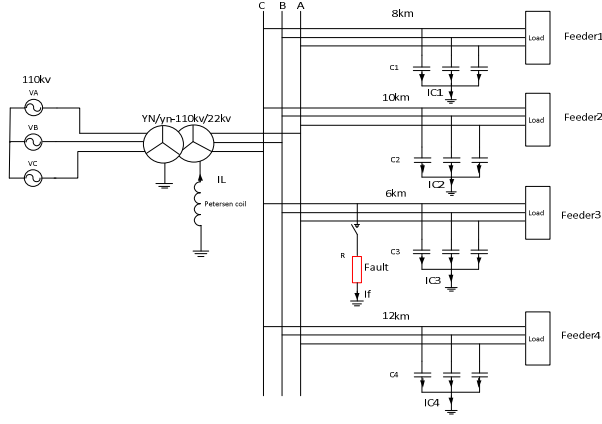 C B A
8km
Load
Feeder1
C1
IC1
110kv
VA
VB
VC
YN/yn-110kv/22kv
IL
Petersen coil
10km
Load
Feeder2
C2
IC2
6km
Load
Feeder3
R
Fault
If
C3
IC3
12km
Load
Feeder4
C4
IC4